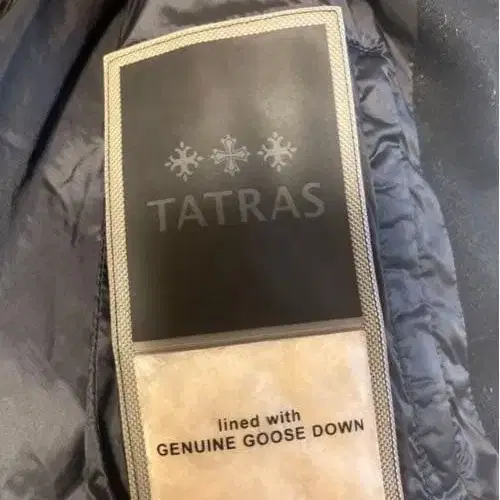 TATRAS
lined with
GENUINE GOOSE DOWN